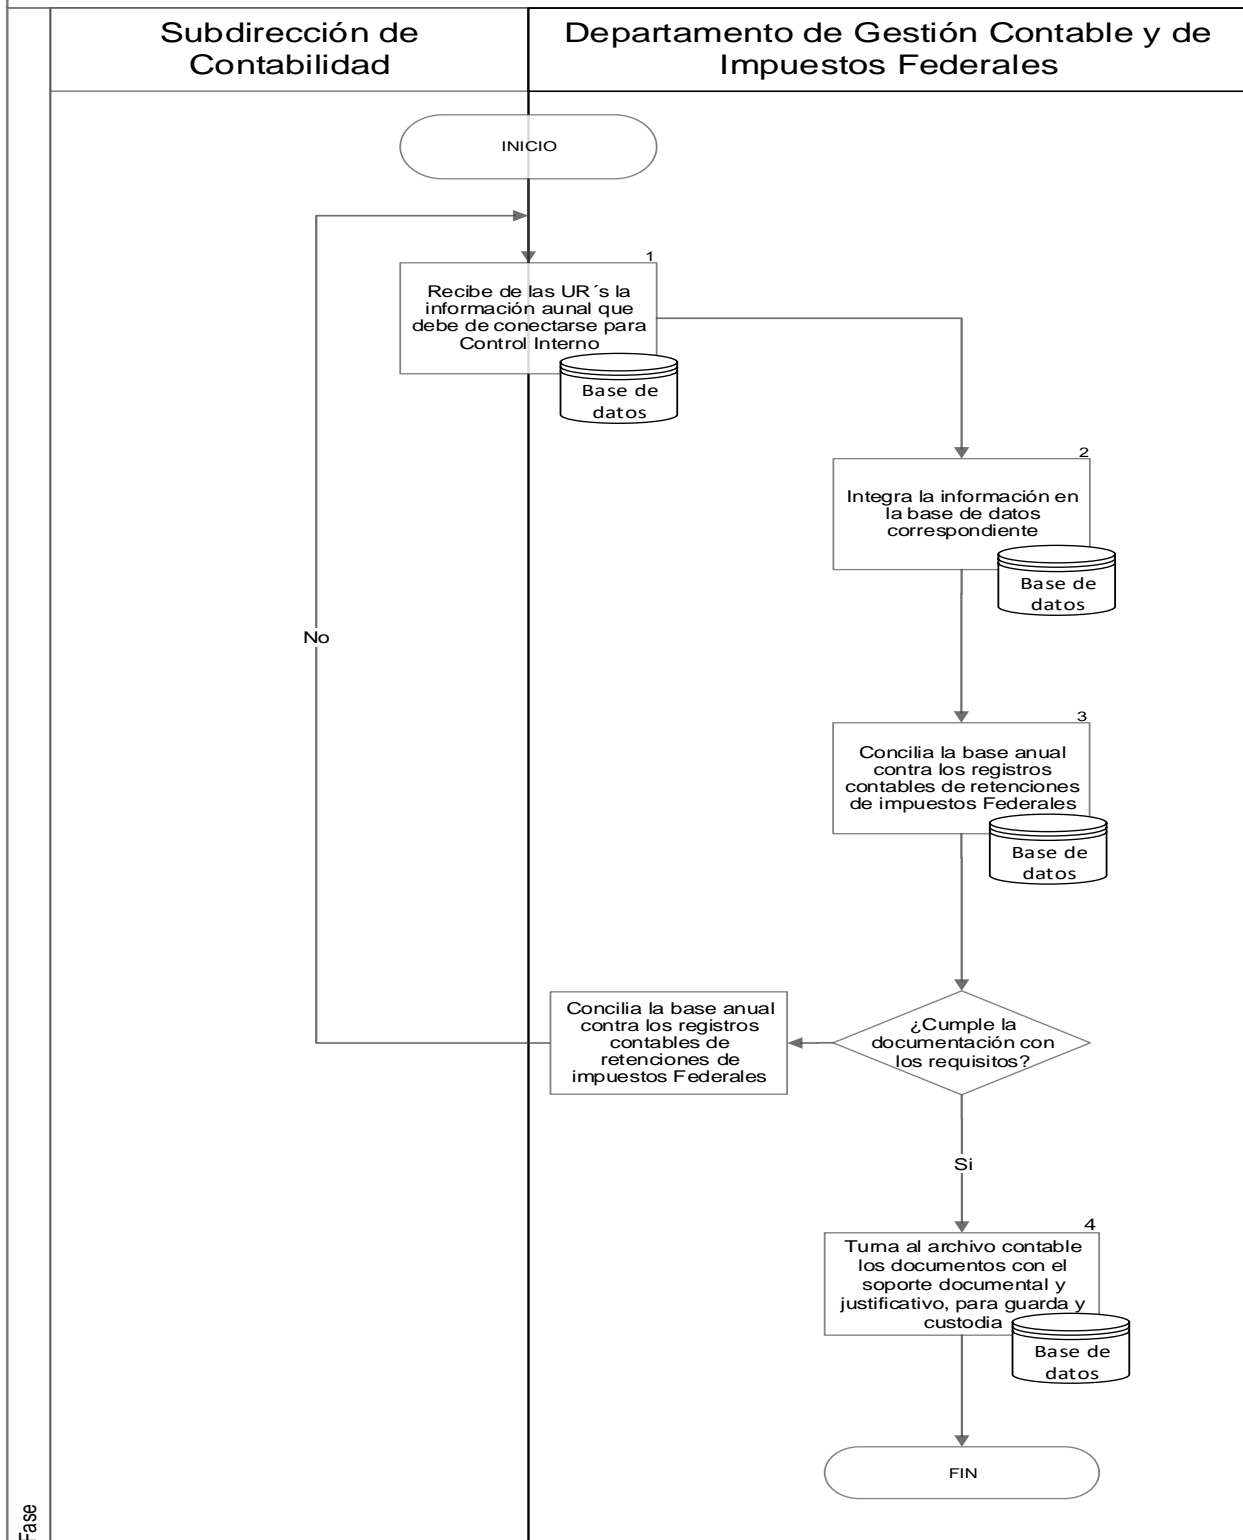 Subdirección de
Contabilidad
Departamento de Gestión Contable y de
Impuestos Federales
INICIO
1
Recibe de las UR´s la
información aunal que
debe de conectarse para
Control Interno
Base de
datos
2
Integra la información en
la base de datos
correspondiente
Base de
datos
No
3
Concilia la base anual
contra los registros
contables de retenciones
de impuestos Federales
Base de
datos
Concilia la base anual
contra los registros
contables de
retenciones de
impuestos Federales
¿Cumple la
documentación con
los requisitos?
Si
4
Turna al archivo contable
los documentos con el
soporte documental y
justificativo, para guarda y
custodia
Base de
datos
FIN
Fase